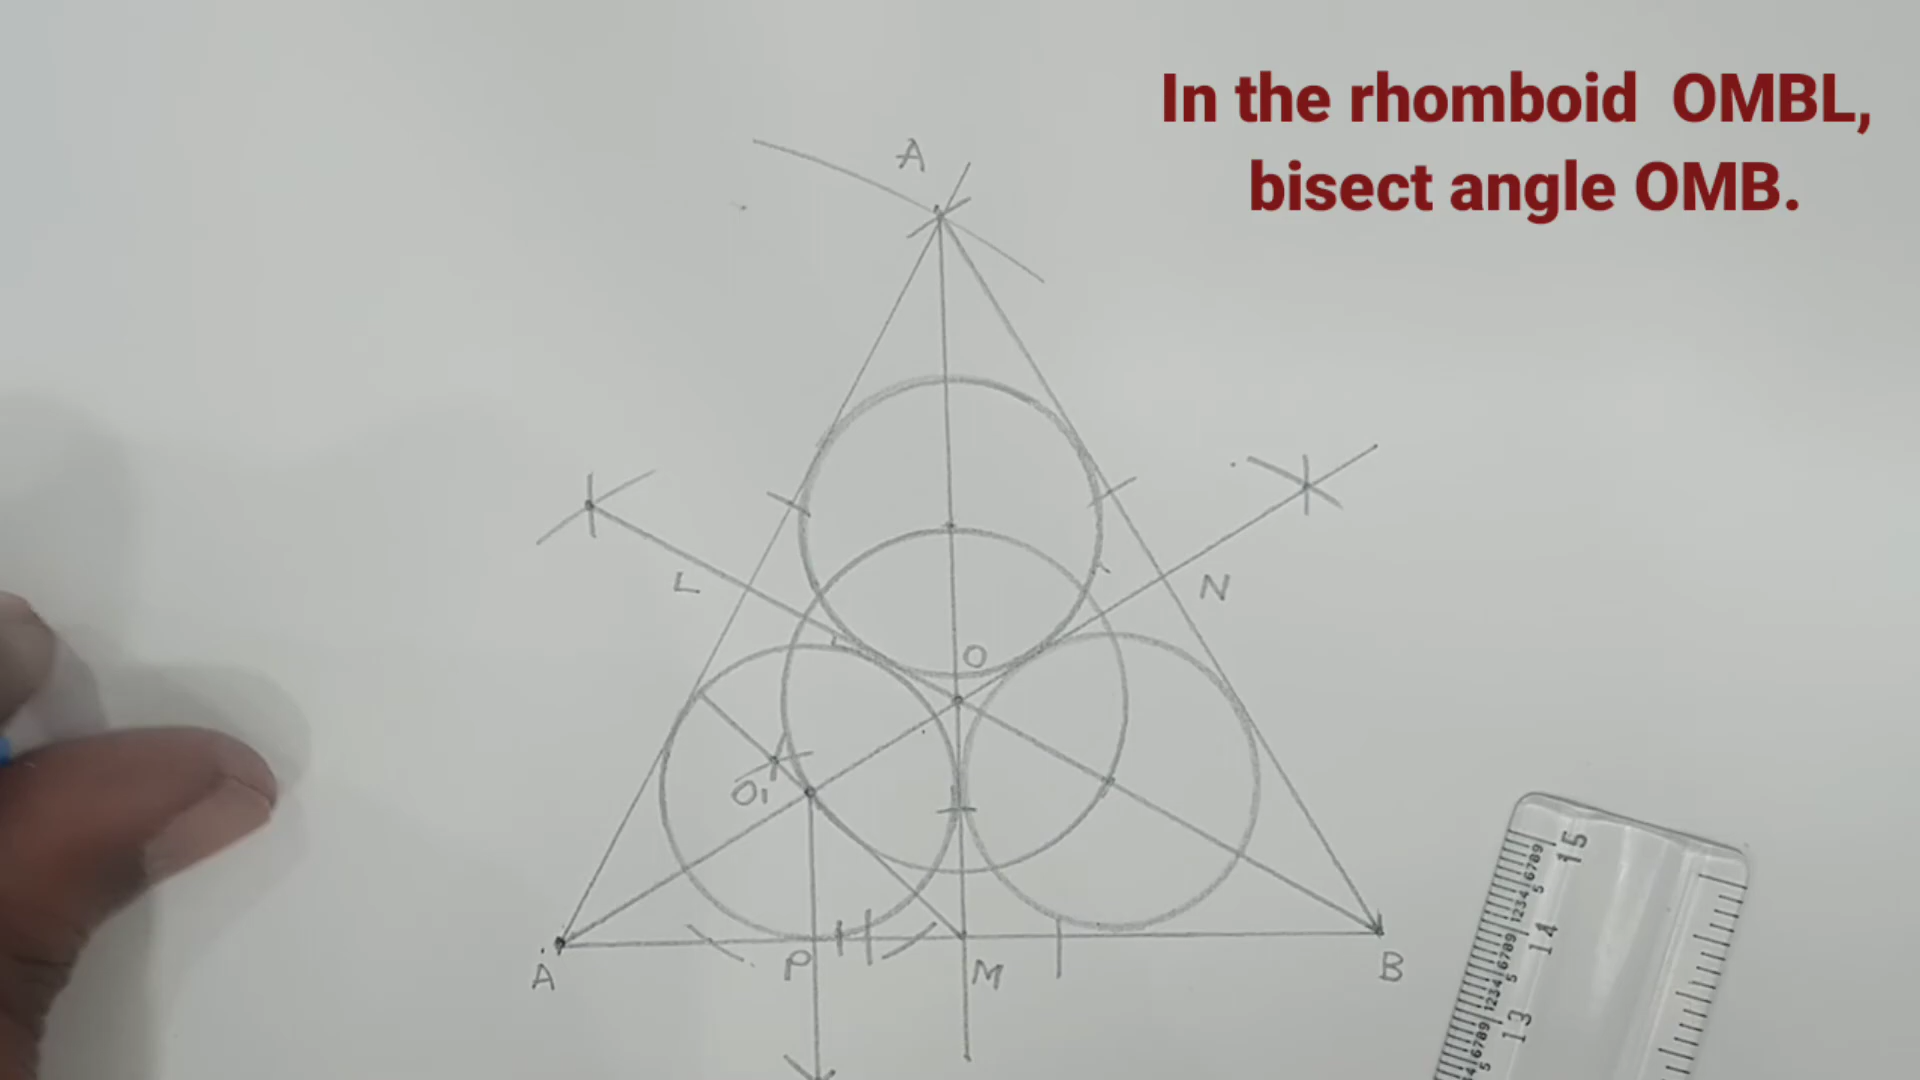 In the rhomboid OMBL,
bisect angle OMB.
A
L
N
O
O₁
A
P
M
B
15
14
13